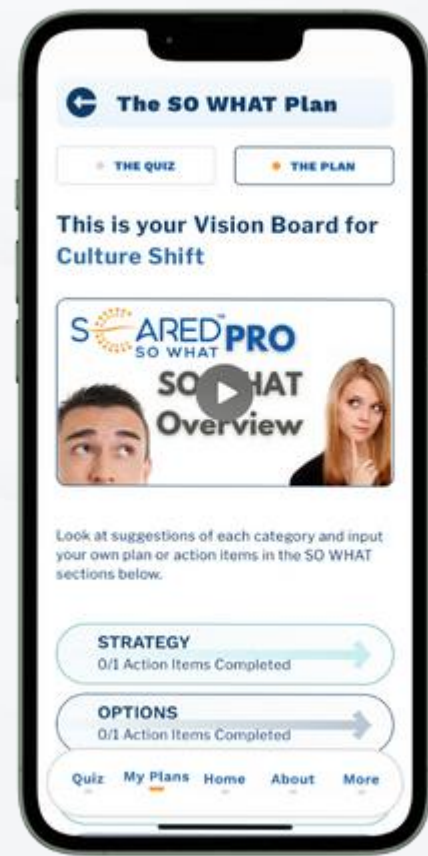 The SO WHAT Plan
THE QUIZ
THE PLAN
This is your Vision Board for
Culture Shift
SCARED™
SO WHAT PRO
SO WHAT
Overview
Look at suggestions of each category and input
your own plan or action items in the SO WHAT
sections below.
STRATEGY
0/1 Action Items Completed
OPTIONS
0/1 Action Items Completed
Quiz My Plans Home About More